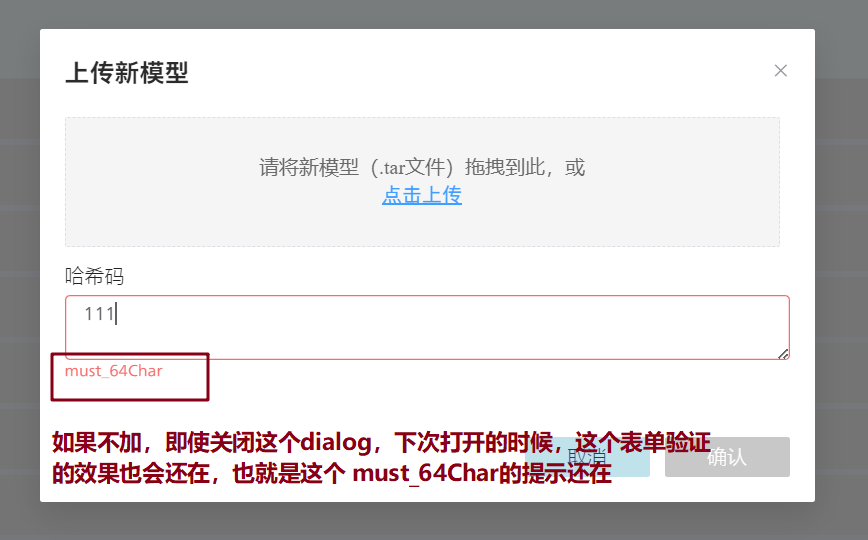 上传新模型
请将新模型（.tar文件）拖拽到此，或
点击上传
哈希码
111
must_64Char
如果不加，即使关闭这个dialog，下次打开的时候，这个表单验证
的效果也会还在，也就是这个 must_64Char的提示还在
取消
确认